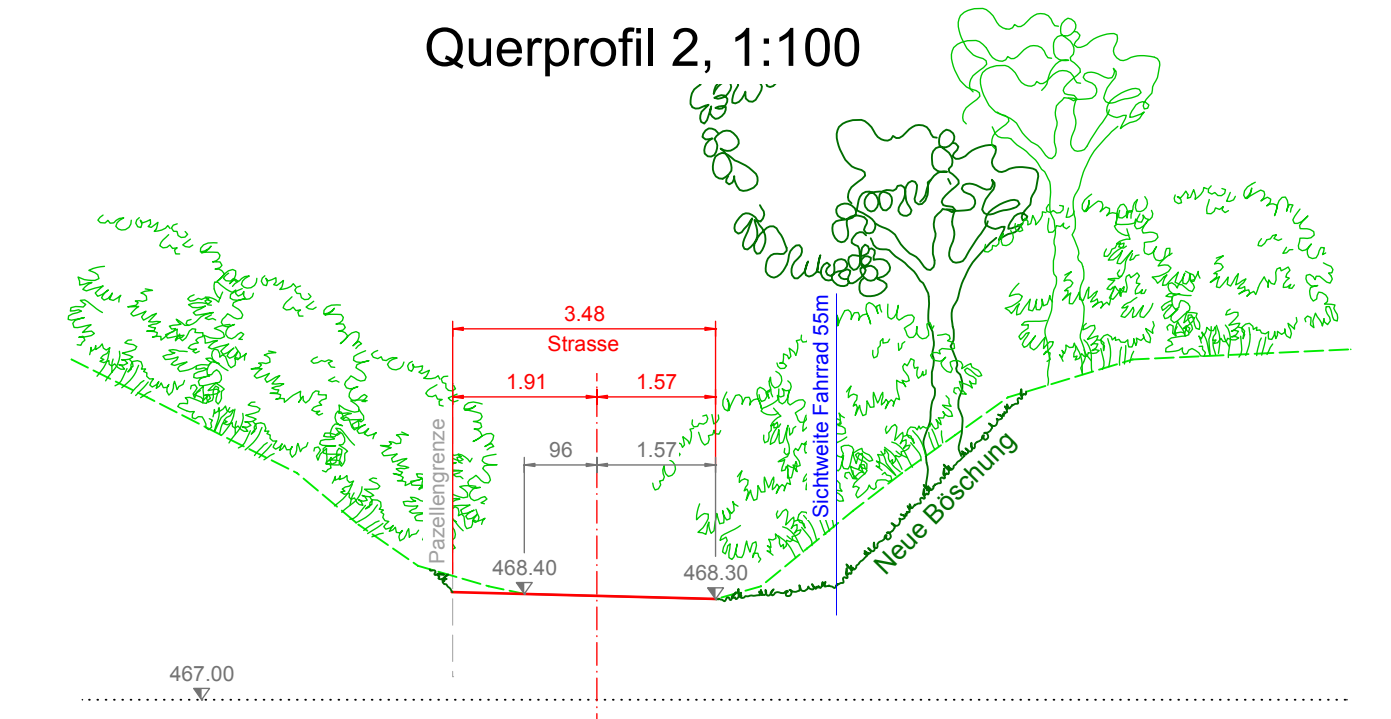 Querprofil 2, 1:100
3.48
Strasse
1.91
1.57
96
1.57
Pazellengrenze
Sichtweite Fahrrad 55m
Neue Böschung
468.40
468.30
467.00